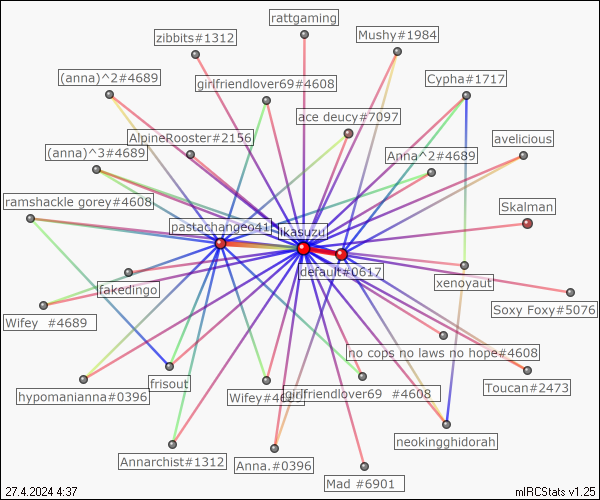 rattgaming
zibbits#1312
Mushy#1984
(anna)^2#4689
girlfriendlover69#4608
Cypha#1717
ace deucy#7097
AlpineRooster#2156
avelicious
(anna)^3#4689
Anna^2#4689
ramshackle gorey#4608
Skalman
pastachangeo41
likasuzu
default#0617
fakedingo
xenoyaut
Soxy Foxy#5076
Wifey #4689
no cops no laws no hope#4608
frisout
Toucan#2473
hypomanianna#0396
Wifey#4689
girlfriendlover69 #4608
neokingghidorah
Annarchist#1312
Anna.#0396
Mad #6901
27.4.2024 4:37
mIRCStats v1.25